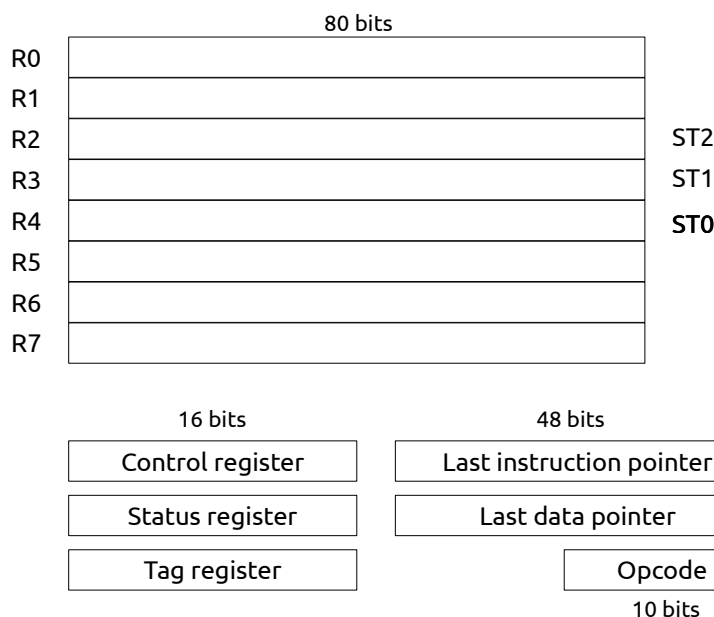 80 bits
R0
R1
R2 ST2
R3 ST1
R4 ST0
R5
R6
R7
16 bits 48 bits
Control register Last instruction pointer
Status register Last data pointer
Tag register Opcode
10 bits